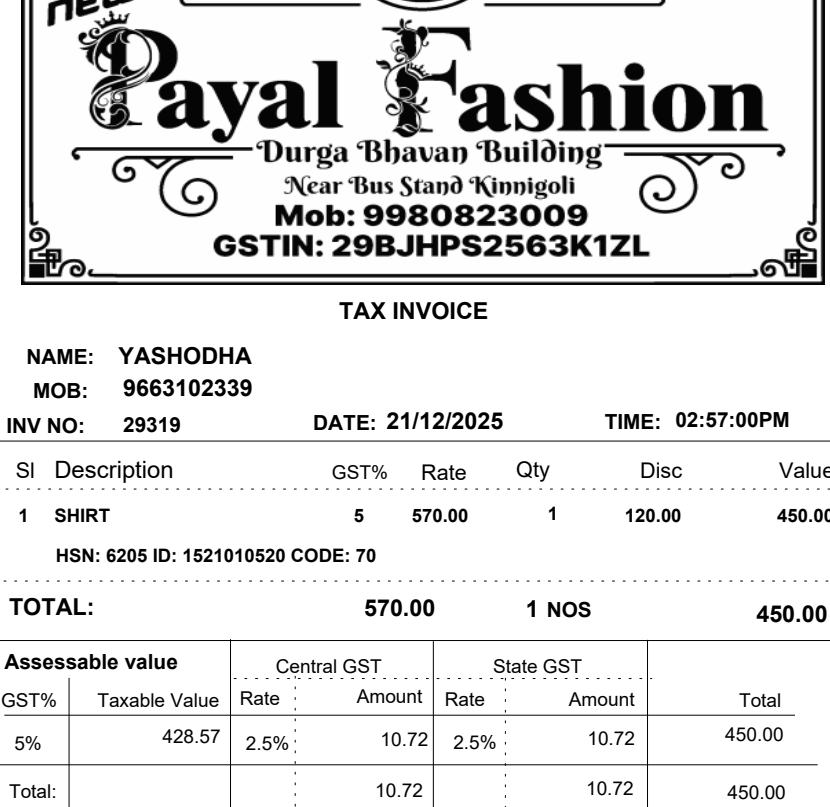 new
Payal Fashion
Durga Bhavan Building
Near Bus Stand Kinnigoli
Mob: 9980823009
GSTIN: 29BJHPS2563K1ZL
TAX INVOICE
NAME: YASHODHA
MOB: 9663102339
INV NO: 29319 DATE: 21/12/2025 TIME: 02:57:00PM
Sl Description GST% Rate Qty Disc Value
1 SHIRT 5 570.00 1 120.00 450.00
HSN: 6205 ID: 1521010520 CODE: 70
TOTAL: 570.00 1 NOS 450.00
Assessable value Central GST State GST
GST% Taxable Value Rate Amount Rate Amount Total
5% 428.57 2.5% 10.72 2.5% 10.72 450.00
Total: 10.72 10.72 450.00